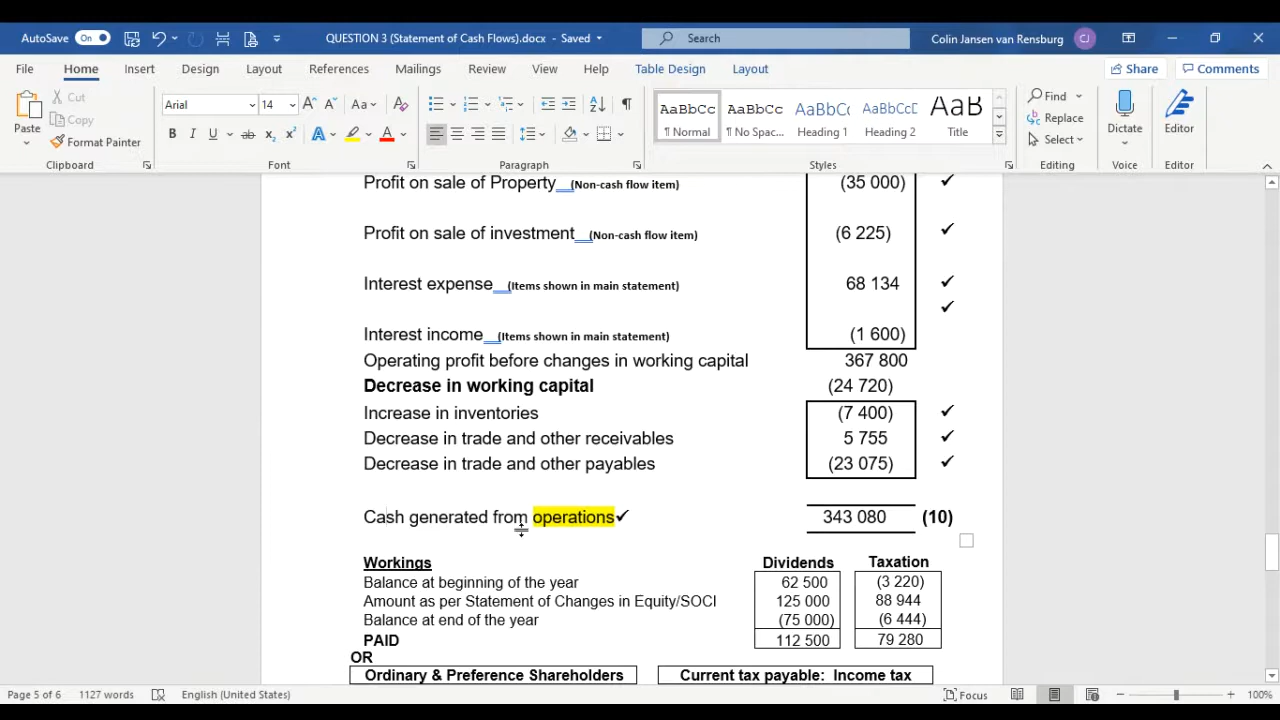 AutoSave On QUESTION 3 (Statement of Cash Flows).docx - Saved Search Colin Jansen van Rensburg CJ
File Home Insert Design Layout References Mailings Review View Help Table Design Layout Share Comments
Paste Cut Copy Format Painter
Arial 14 Aa
B I U ab x₂ x² A A
AaBbCc AaBbCc AaBbCc AaBbCcD AaB
¶ Normal ¶ No Spac... Heading 1 Heading 2 Title
Find Replace Select Dictate Editor
Clipboard Font Paragraph Styles Editing Voice Editor
Profit on sale of Property (Non-cash flow item) (35 000) ✓
Profit on sale of investment (Non-cash flow item) (6 225) ✓
Interest expense (Items shown in main statement) 68 134 ✓
✓
Interest income (Items shown in main statement) (1 600)
Operating profit before changes in working capital 367 800
Decrease in working capital (24 720)
Increase in inventories (7 400) ✓
Decrease in trade and other receivables 5 755 ✓
Decrease in trade and other payables (23 075) ✓
Cash generated from operations✓ 343 080 (10)
Workings Dividends Taxation
Balance at beginning of the year 62 500 (3 220)
Amount as per Statement of Changes in Equity/SOCI 125 000 88 944
Balance at end of the year (75 000) (6 444)
PAID 112 500 79 280
OR
Ordinary & Preference Shareholders Current tax payable: Income tax
Page 5 of 6 1127 words English (United States) Focus 100%